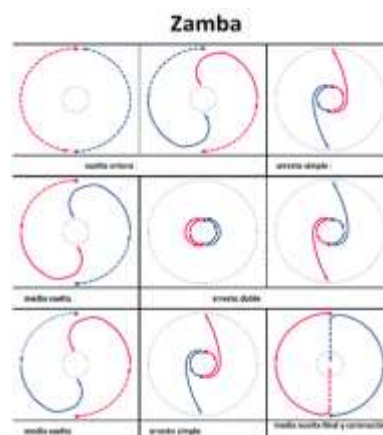 Zamba
vuelta entera
arresto simple
media vuelta
arresto doble
media vuelta
arresto simple
media vuelta final y coronación